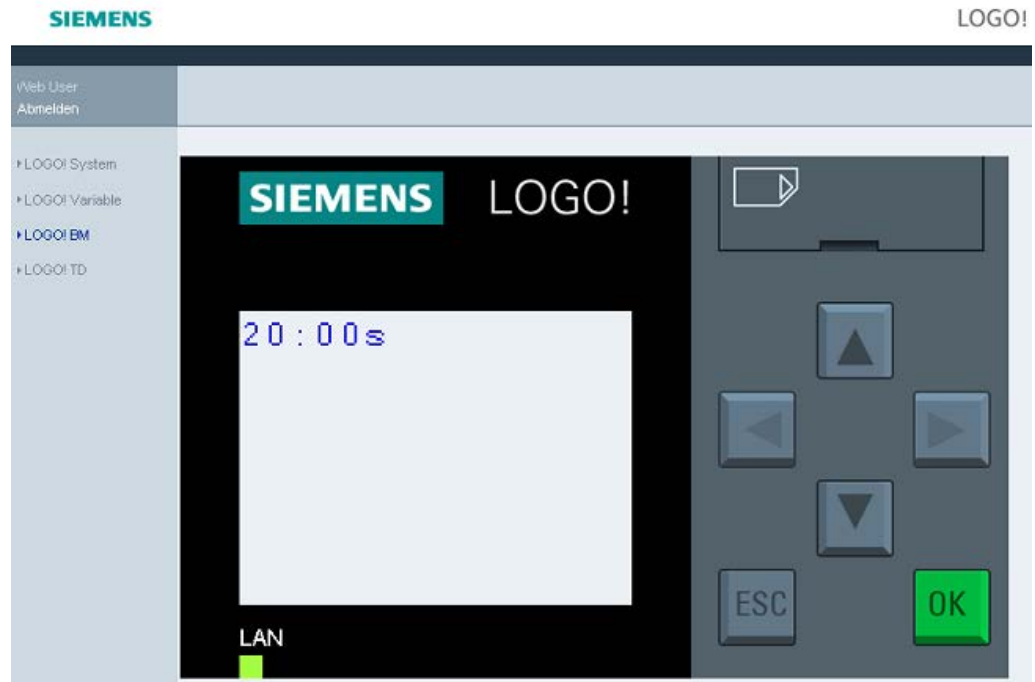 SIEMENS LOGO!
Web User
Abmelden
LOGO! System
LOGO! Variable
LOGO! BM
LOGO! TD
SIEMENS LOGO!
20:00s
ESC OK
LAN